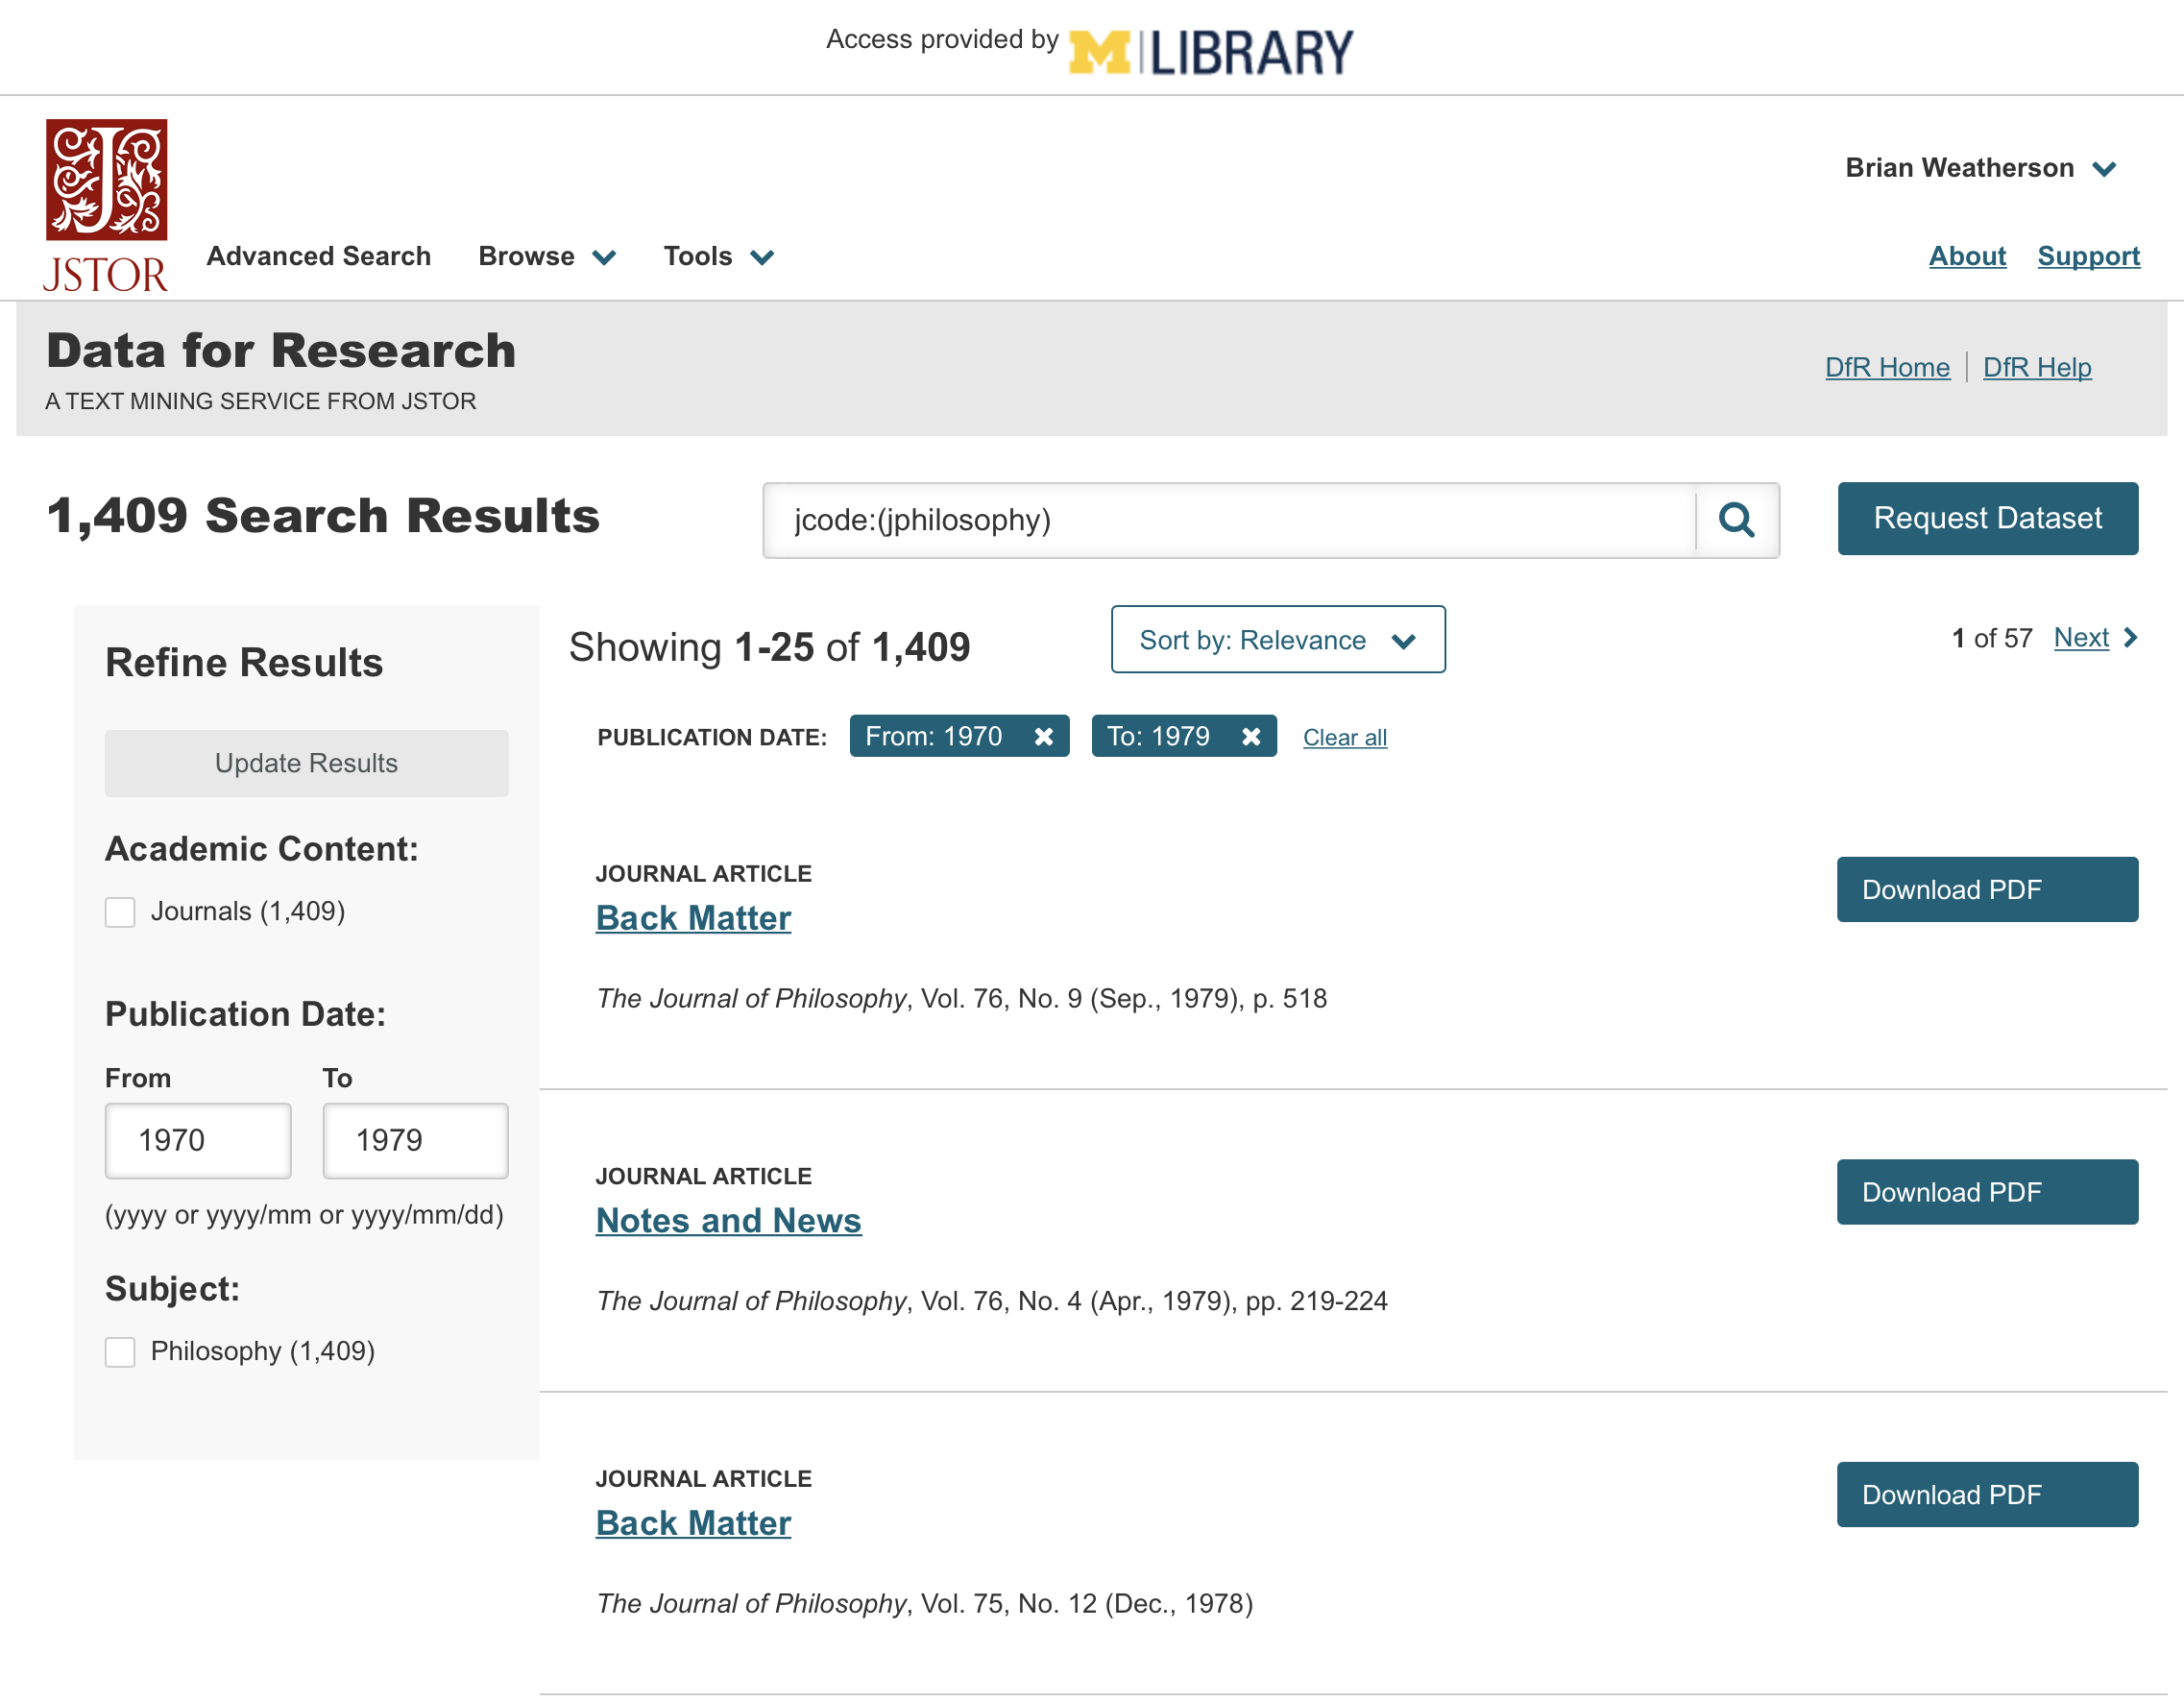 Access provided by M LIBRARY
JSTOR
Brian Weatherson
Advanced Search Browse Tools About Support
Data for Research
A TEXT MINING SERVICE FROM JSTOR
DfR Home DfR Help
1,409 Search Results
jcode:(jphilosophy)
Request Dataset
Refine Results
Update Results
Academic Content:
Journals (1,409)
Publication Date:
From To
1970 1979
(yyyy or yyyy/mm or yyyy/mm/dd)
Subject:
Philosophy (1,409)
Showing 1-25 of 1,409
Sort by: Relevance
1 of 57 Next
PUBLICATION DATE: From: 1970 To: 1979 Clear all
JOURNAL ARTICLE
Back Matter
Download PDF
The Journal of Philosophy, Vol. 76, No. 9 (Sep., 1979), p. 518
JOURNAL ARTICLE
Notes and News
Download PDF
The Journal of Philosophy, Vol. 76, No. 4 (Apr., 1979), pp. 219-224
JOURNAL ARTICLE
Back Matter
Download PDF
The Journal of Philosophy, Vol. 75, No. 12 (Dec., 1978)